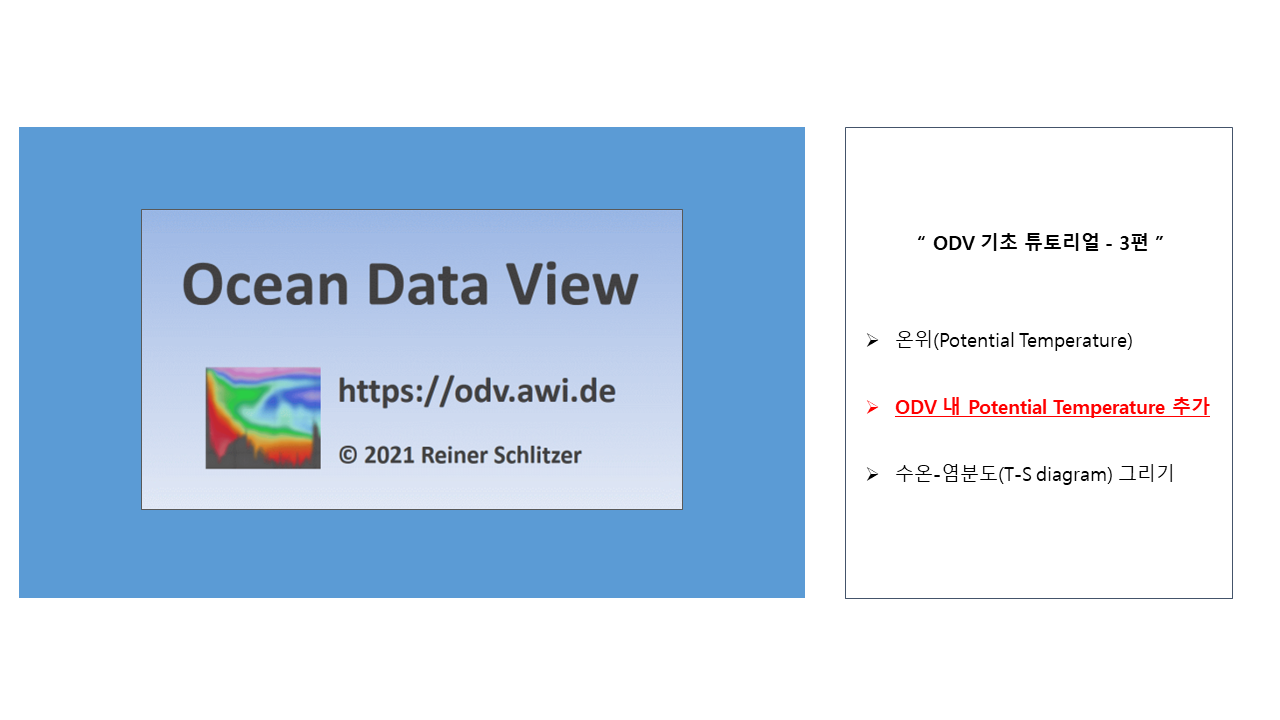 Ocean Data View
https://odv.awi.de
© 2021 Reiner Schlitzer
“ ODV 기초 튜토리얼 - 3편 ”
➢ 온위(Potential Temperature)
➢ ODV 내 Potential Temperature 추가
➢ 수온-염분도(T-S diagram) 그리기